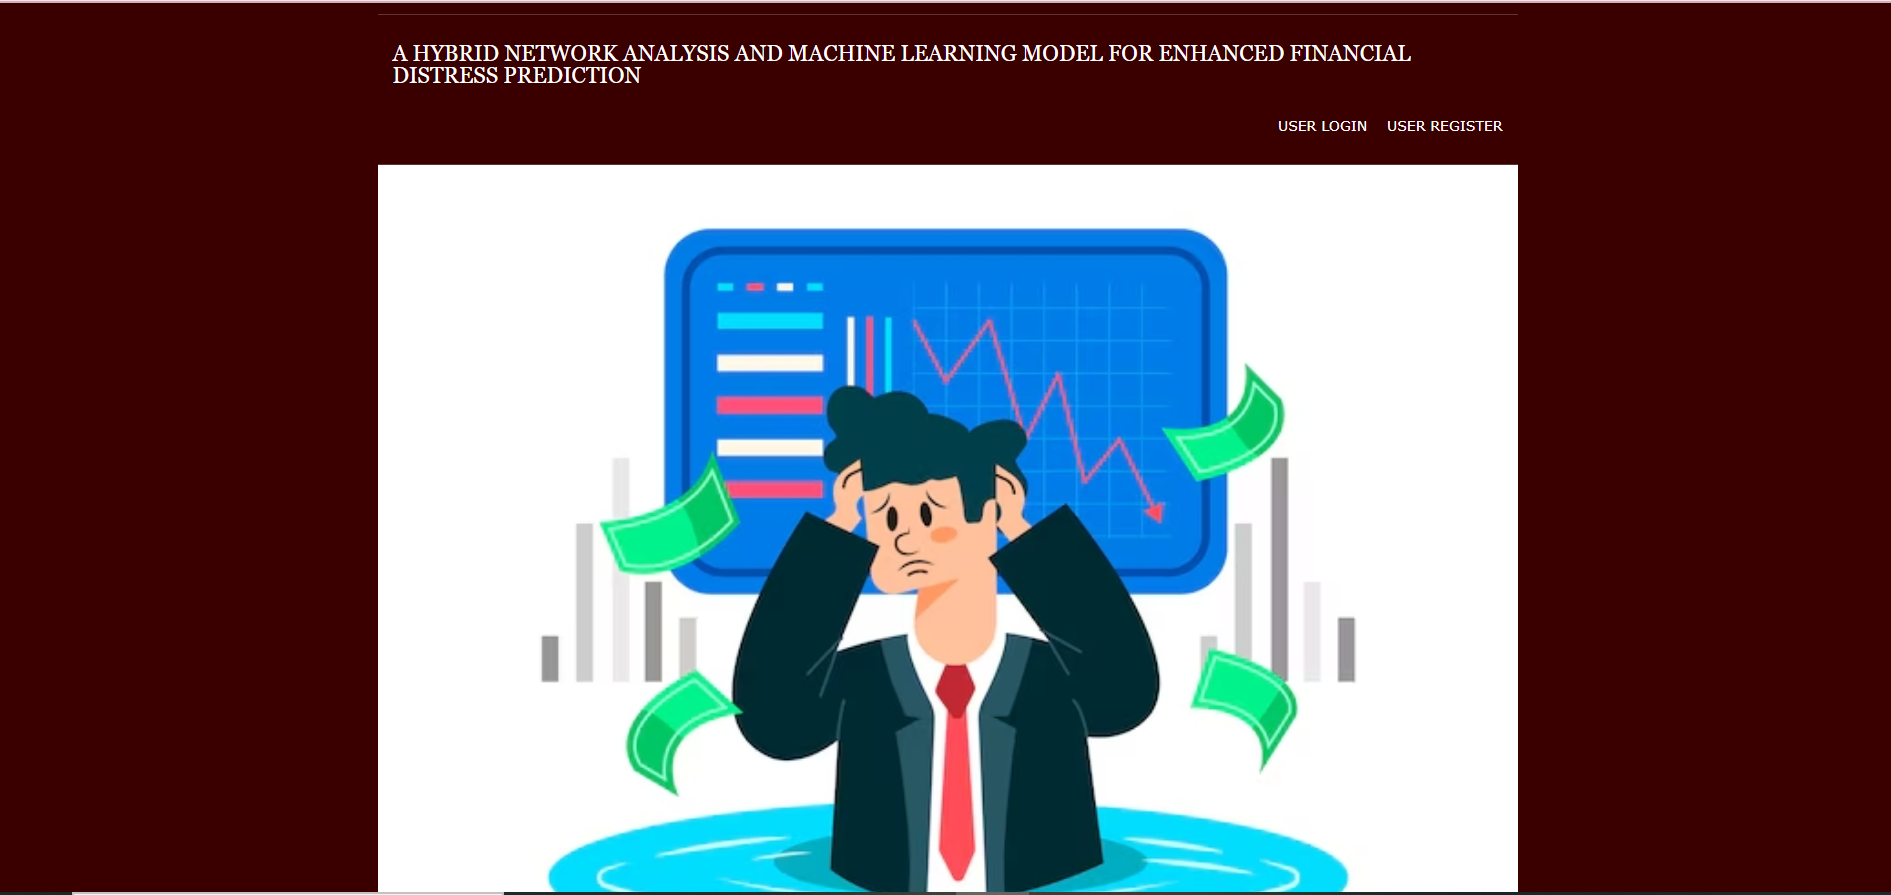 A HYBRID NETWORK ANALYSIS AND MACHINE LEARNING MODEL FOR ENHANCED FINANCIAL
DISTRESS PREDICTION
USER LOGIN USER REGISTER